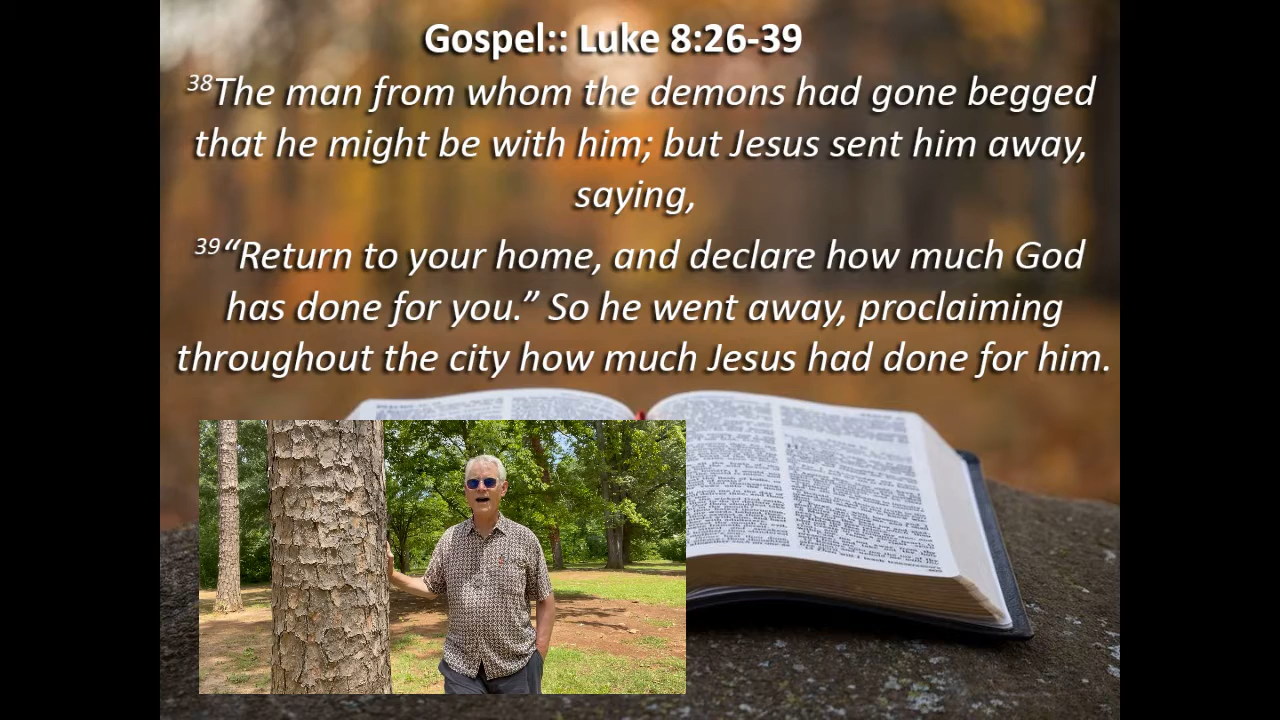 Gospel:: Luke 8:26-39
³⁸The man from whom the demons had gone begged
that he might be with him; but Jesus sent him away,
saying,
³⁹“Return to your home, and declare how much God
has done for you.” So he went away, proclaiming
throughout the city how much Jesus had done for him.